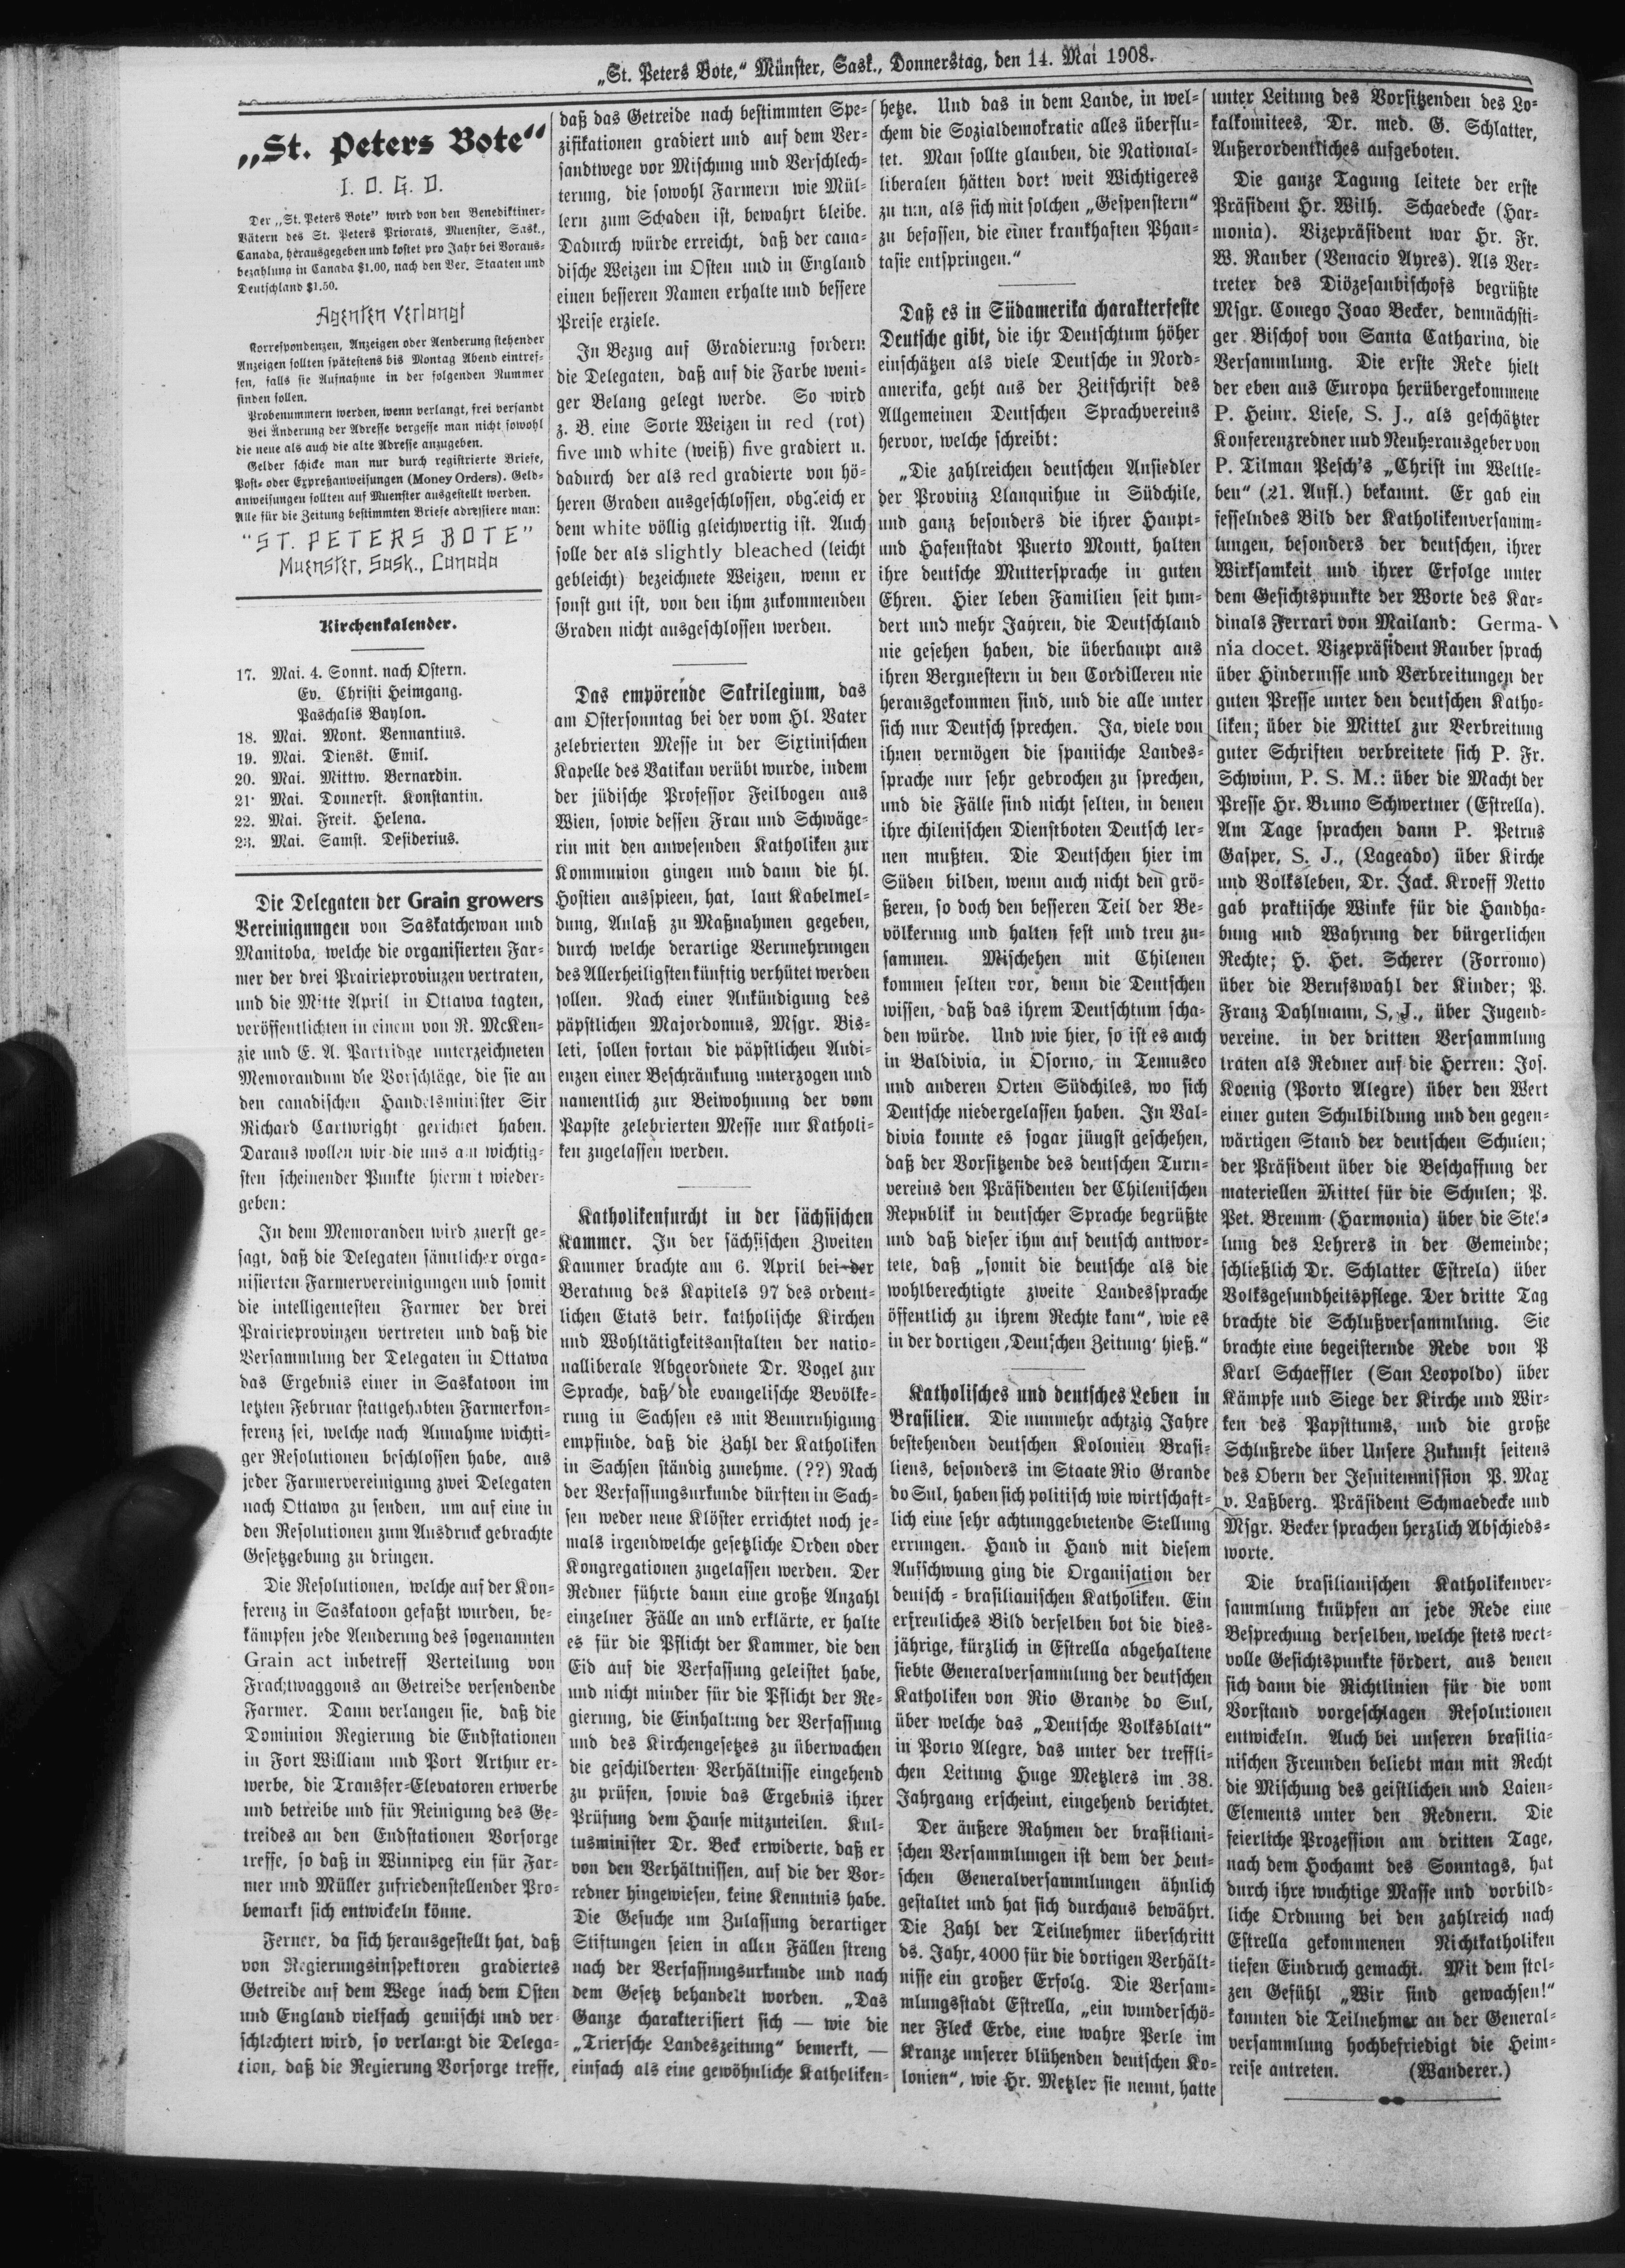 „St. Peters Bote,“ Münster, Sask., Donnerstag, den 14. Mai 1908.
„St. Peters Bote“
I. O. G. D.
Der „St. Peters Bote“ wird von den Benediktiner-
Vätern des St. Peters Priorats, Muenster, Sask.,
Canada, herausgegeben und kostet pro Jahr bei Voraus-
bezahlung in Canada $1.00, nach den Ver. Staaten und
Deutschland $1.50.
Agenten verlangt
Korrespondenzen, Anzeigen oder Aenderung stehender
Anzeigen sollten spätestens bis Montag Abend eintref-
fen, falls sie Aufnahme in der folgenden Nummer
finden sollen.
Probenummern werden, wenn verlangt, frei versandt
Bei Änderung der Adresse vergesse man nicht sowohl
die neue als auch die alte Adresse anzugeben.
Gelder schicke man nur durch registrierte Briefe,
Post- oder Expreßanweisungen (Money Orders). Geld-
anweisungen sollten auf Muenster ausgestellt werden.
Alle für die Zeitung bestimmten Briefe adressiere man:
"ST. PETERS BOTE"
Muenster, Sask., Canada
Kirchenkalender.
17. Mai. 4. Sonnt. nach Ostern.
Ev. Christi Heimgang.
Paschalis Baylon.
18. Mai. Mont. Vennantius.
19. Mai. Dienst. Emil.
20. Mai. Mittw. Bernardin.
21. Mai. Donnerst. Konstantin.
22. Mai. Freit. Helena.
23. Mai. Samst. Desiderius.
Die Delegaten der Grain growers
Vereinigungen von Saskatchewan und
Manitoba, welche die organisierten Far-
mer der drei Prairieprovinzen vertraten,
und die Mitte April in Ottawa tagten,
veröffentlichten in einem von R. McKen-
zie und E. A. Partridge unterzeichneten
Memorandum die Vorschläge, die sie an
den canadischen Handelsminister Sir
Richard Cartwright gerichtet haben.
Daraus wollen wir die uns am wichtig-
sten scheinender Punkte hiermit wieder-
geben:
In dem Memoranden wird zuerst ge-
sagt, daß die Delegaten sämtlicher orga-
nisierten Farmervereinigungen und somit
die intelligentesten Farmer der drei
Prairieprovinzen vertreten und daß die
Versammlung der Delegaten in Ottawa
das Ergebnis einer in Saskatoon im
letzten Februar stattgehabten Farmerkon-
ferenz sei, welche nach Annahme wichti-
ger Resolutionen beschlossen habe, aus
jeder Farmervereinigung zwei Delegaten
nach Ottawa zu senden, um auf eine in
den Resolutionen zum Ausdruck gebrachte
Gesetzgebung zu dringen.
Die Resolutionen, welche auf der Kon-
ferenz in Saskatoon gefaßt wurden, be-
kämpfen jede Aenderung des sogenannten
Grain act inbetreff Verteilung von
Frachtwaggons an Getreide versendende
Farmer. Dann verlangen sie, daß die
Dominion Regierung die Endstationen
in Fort William und Port Arthur er-
werbe, die Transfer-Elevatoren erwerbe
und betreibe und für Reinigung des Ge-
treides an den Endstationen Vorsorge
treffe, so daß in Winnipeg ein für Far-
mer und Müller zufriedenstellender Pro-
bemarkt sich entwickeln könne.
Ferner, da sich herausgestellt hat, daß
von Regierungsinspektoren gradiertes
Getreide auf dem Wege nach dem Osten
und England vielfach gemischt und ver-
schlechtert wird, so verlangt die Delega-
tion, daß die Regierung Vorsorge treffe,
daß das Getreide nach bestimmten Spe-
zifikationen gradiert und auf dem Ver-
sandtwege vor Mischung und Verschlech-
terung, die sowohl Farmern wie Mül-
lern zum Schaden ist, bewahrt bleibe.
Dadurch würde erreicht, daß der cana-
dische Weizen im Osten und in England
einen besseren Namen erhalte und bessere
Preise erziele.
In Bezug auf Gradierung fordern
die Delegaten, daß auf die Farbe weni-
ger Belang gelegt werde. So wird
z. B. eine Sorte Weizen in red (rot)
five und white (weiß) five gradiert u.
dadurch der als red gradierte von hö-
heren Graden ausgeschlossen, obgleich er
dem white völlig gleichwertig ist. Auch
solle der als slightly bleached (leicht
gebleicht) bezeichnete Weizen, wenn er
sonst gut ist, von den ihm zukommenden
Graden nicht ausgeschlossen werden.
Das empörende Sakrilegium, das
am Ostersonntag bei der vom Hl. Vater
zelebrierten Messe in der Sixtinischen
Kapelle des Vatikan verübt wurde, indem
der jüdische Professor Feilbogen aus
Wien, sowie dessen Frau und Schwäge-
rin mit den anwesenden Katholiken zur
Kommunion gingen und dann die hl.
Hostien ausspieen, hat, laut Kabelmel-
dung, Anlaß zu Maßnahmen gegeben,
durch welche derartige Verunehrungen
des Allerheiligsten künftig verhütet werden
sollen. Nach einer Ankündigung des
päpstlichen Majordomus, Msgr. Bis-
leti, sollen fortan die päpstlichen Audi-
enzen einer Beschränkung unterzogen und
namentlich zur Beiwohnung der vom
Papste zelebrierten Messe nur Katholi-
ken zugelassen werden.
Katholikenfurcht in der sächsischen
Kammer. In der sächsischen Zweiten
Kammer brachte am 6. April bei der
Beratung des Kapitels 97 des ordent-
lichen Etats betr. katholische Kirchen
und Wohltätigkeitsanstalten der natio-
nalliberale Abgeordnete Dr. Vogel zur
Sprache, daß die evangelische Bevölke-
rung in Sachsen es mit Beunruhigung
empfinde, daß die Zahl der Katholiken
in Sachsen ständig zunehme. (??) Nach
der Verfassungsurkunde dürften in Sach-
sen weder neue Klöster errichtet noch je-
mals irgendwelche gesetzliche Orden oder
Kongregationen zugelassen werden. Der
Redner führte dann eine große Anzahl
einzelner Fälle an und erklärte, er halte
es für die Pflicht der Kammer, die den
Eid auf die Verfassung geleistet habe,
und nicht minder für die Pflicht der Re-
gierung, die Einhaltung der Verfassung
und des Kirchengesetzes zu überwachen
die geschilderten Verhältnisse eingehend
zu prüfen, sowie das Ergebnis ihrer
Prüfung dem Hause mitzuteilen. Kul-
tusminister Dr. Beck erwiderte, daß er
von den Verhältnissen, auf die der Vor-
redner hingewiesen, keine Kenntnis habe.
Die Gesuche um Zulassung derartiger
Stiftungen seien in allen Fällen streng
nach der Verfassungsurkunde und nach
dem Gesetz behandelt worden. „Das
Ganze charakterisiert sich — wie die
„Triersche Landeszeitung“ bemerkt, —
einfach als eine gewöhnliche Katholiken-
hetze. Und das in dem Lande, in wel-
chem die Sozialdemokratie alles überflu-
tet. Man sollte glauben, die National-
liberalen hätten dort weit Wichtigeres
zu tun, als sich mit solchen „Gespenstern“
zu befassen, die einer krankhaften Phan-
tasie entspringen.“
Daß es in Südamerika charakterfeste
Deutsche gibt, die ihr Deutschtum höher
einschätzen als viele Deutsche in Nord-
amerika, geht aus der Zeitschrift des
Allgemeinen Deutschen Sprachvereins
hervor, welche schreibt:
„Die zahlreichen deutschen Ansiedler
der Provinz Llanquihue in Südchile,
und ganz besonders die ihrer Haupt-
und Hafenstadt Puerto Montt, halten
ihre deutsche Muttersprache in guten
Ehren. Hier leben Familien seit hun-
dert und mehr Jahren, die Deutschland
nie gesehen haben, die überhaupt aus
ihren Bergnestern in den Cordilleren nie
herausgekommen sind, und die alle unter
sich nur Deutsch sprechen. Ja, viele von
ihnen vermögen die spanische Landes-
sprache nur sehr gebrochen zu sprechen,
und die Fälle sind nicht selten, in denen
ihre chilenischen Dienstboten Deutsch ler-
nen mußten. Die Deutschen hier im
Süden bilden, wenn auch nicht den grö-
ßeren, so doch den besseren Teil der Be-
völkerung und halten fest und treu zu-
sammen. Mischehen mit Chilenen
kommen selten vor, denn die Deutschen
wissen, daß das ihrem Deutschtum scha-
den würde. Und wie hier, so ist es auch
in Valdivia, in Osorno, in Temusco
und anderen Orten Südchiles, wo sich
Deutsche niedergelassen haben. In Val-
divia konnte es sogar jüngst geschehen,
daß der Vorsitzende des deutschen Turn-
vereins den Präsidenten der Chilenischen
Republik in deutscher Sprache begrüßte
und daß dieser ihm auf deutsch antwor-
tete, daß „somit die deutsche als die
wohlberechtigte zweite Landessprache
öffentlich zu ihrem Rechte kam“, wie es
in der dortigen ‚Deutschen Zeitung‘ hieß.“
Katholisches und deutsches Leben in
Brasilien. Die nunmehr achtzig Jahre
bestehenden deutschen Kolonien Brasi-
liens, besonders im Staate Rio Grande
do Sul, haben sich politisch wie wirtschaft-
lich eine sehr achtunggebietende Stellung
errungen. Hand in Hand mit diesem
Aufschwung ging die Organisation der
deutsch-brasilianischen Katholiken. Ein
erfreuliches Bild derselben bot die dies-
jährige, kürzlich in Estrella abgehaltene
siebte Generalversammlung der deutschen
Katholiken von Rio Grande do Sul,
über welche das „Deutsche Volksblatt“
in Porto Alegre, das unter der treffli-
chen Leitung Huge Metzlers im 38.
Jahrgang erscheint, eingehend berichtet.
Der äußere Rahmen der brasiliani-
schen Versammlungen ist dem der deut-
schen Generalversammlungen ähnlich
gestaltet und hat sich durchaus bewährt.
Die Zahl der Teilnehmer überschritt
ds. Jahr, 4000 für die dortigen Verhält-
nisse ein großer Erfolg. Die Versam-
mlungsstadt Estrella, „ein wunderschö-
ner Fleck Erde, eine wahre Perle im
Kranze unserer blühenden deutschen Ko-
lonien“, wie Hr. Metzler sie nennt, hatte
unter Leitung des Vorsitzenden des Lo-
kalkomitees, Dr. med. G. Schlatter,
Außerordentliches aufgeboten.
Die ganze Tagung leitete der erste
Präsident Hr. Wilh. Schaedecke (Har-
monia). Vizepräsident war Hr. Fr.
W. Rauber (Venacio Ayres). Als Ver-
treter des Diözesanbischofs begrüßte
Msgr. Conego Joao Becker, demnächsti-
ger Bischof von Santa Catharina, die
Versammlung. Die erste Rede hielt
der eben aus Europa herübergekommene
P. Heinr. Liese, S. J., als geschätzter
Konferenzredner und Neuherausgeber von
P. Tilman Pesch's „Christ im Weltle-
ben“ (21. Aufl.) bekannt. Er gab ein
fesselndes Bild der Katholikenversamm-
lungen, besonders der deutschen, ihrer
Wirksamkeit und ihrer Erfolge unter
dem Gesichtspunkte der Worte des Kar-
dinals Ferrari von Mailand: Germa-
nia docet. Vizepräsident Rauber sprach
über Hindernisse und Verbreitungen der
guten Presse unter den deutschen Katho-
liken; über die Mittel zur Verbreitung
guter Schriften verbreitete sich P. Fr.
Schwinn, P. S. M.: über die Macht der
Presse Hr. Bruno Schwertner (Estrella).
Am Tage sprachen dann P. Petrus
Gasper, S. J., (Lageado) über Kirche
und Volksleben, Dr. Jack. Kroeff Netto
gab praktische Winke für die Handha-
bung und Wahrung der bürgerlichen
Rechte; H. Het. Scherer (Forromo)
über die Berufswahl der Kinder; P.
Franz Dahlmann, S. J., über Jugend-
vereine. in der dritten Versammlung
traten als Redner auf die Herren: Jos.
Koenig (Porto Alegre) über den Wert
einer guten Schulbildung und den gegen-
wärtigen Stand der deutschen Schulen;
der Präsident über die Beschaffung der
materiellen Mittel für die Schulen; P.
Pet. Bremm (Harmonia) über die Stel-
lung des Lehrers in der Gemeinde;
schließlich Dr. Schlatter Estrela) über
Volksgesundheitspflege. Der dritte Tag
brachte die Schlußversammlung. Sie
brachte eine begeisternde Rede von P
Karl Schaeffler (San Leopoldo) über
Kämpfe und Siege der Kirche und Wir-
ken des Papsttums, und die große
Schlußrede über Unsere Zukunft seitens
des Obern der Jesuitenmission P. Max
v. Laßberg. Präsident Schmaedecke und
Msgr. Becker sprachen herzlich Abschieds-
worte.
Die brasilianischen Katholikenver-
sammlung knüpfen an jede Rede eine
Besprechung derselben, welche stets wert-
volle Gesichtspunkte fördert, aus denen
sich dann die Richtlinien für die vom
Vorstand vorgeschlagen Resolutionen
entwickeln. Auch bei unseren brasilia-
nischen Freunden beliebt man mit Recht
die Mischung des geistlichen und Laien-
Elements unter den Rednern. Die
feierliche Prozession am dritten Tage,
nach dem Hochamt des Sonntags, hat
durch ihre wuchtige Masse und vorbild-
liche Ordnung bei den zahlreich nach
Estrella gekommenen Nichtkatholiken
tiefen Eindruch gemacht. Mit dem stol-
zen Gefühl „Wir sind gewachsen!“
kannten die Teilnehmer an der General-
versammlung hochbefriedigt die Heim-
reise antreten. (Wanderer.)